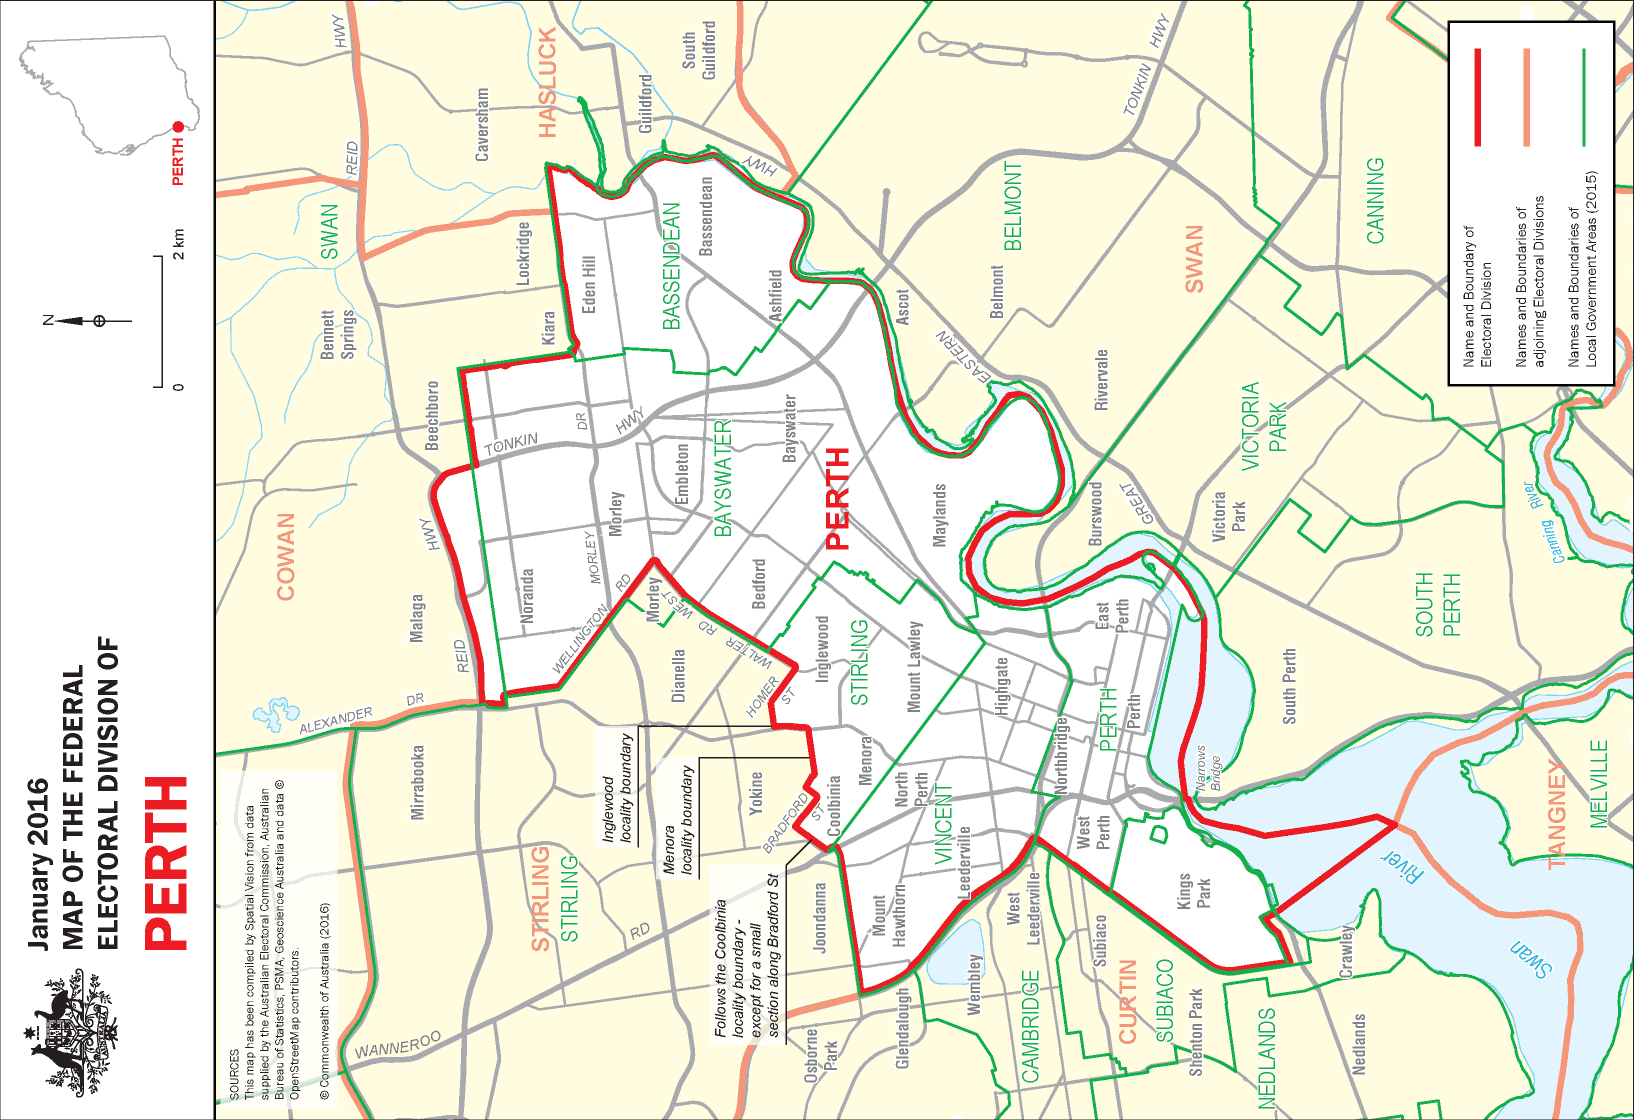 January 2016
MAP OF THE FEDERAL
ELECTORAL DIVISION OF
PERTH
N
0
2 km
PERTH
SOURCES
This map has been compiled by Spatial Vision from data
supplied by the Australian Electoral Commission, Australian
Bureau of Statistics, PSMA, Geoscience Australia and data ©
OpenStreetMap contributors.
© Commonwealth of Australia (2016)
COWAN
SWAN
HASLUCK
HWY
REID
Bennett
Springs
Caversham
Guildford
South
Guildford
Lockridge
Kiara
Beechboro
Eden Hill
BASSENDEAN
Bassendean
Ashfield
HWY
TONKIN
HWY
HWY
REID
Malaga
ALEXANDER
DR
Mirrabooka
TONKIN
HWY
DR
MORLEY
Noranda
Morley
Embleton
BAYSWATER
Bayswater
PERTH
WELLINGTON
RD
Morley
WEST
RD
WALTER
Bedford
Dianella
HOMER
ST
Inglewood
locality boundary
Menora
locality boundary
Follows the Coolbinia
locality boundary -
except for a small
section along Bradford St
Yokine
BRADFORD
ST
Coolbinia
Menora
Inglewood
STIRLING
Mount Lawley
Maylands
Ascot
Belmont
BELMONT
SWAN
CANNING
EASTERN
Rivervale
VICTORIA
PARK
Victoria
Park
GREAT
Burswood
East
Perth
Highgate
PERTH
Perth
Northbridge
North
Perth
VINCENT
Leederville
West
Perth
Mount
Hawthorn
Joondanna
STIRLING
STIRLING
WANNEROO
RD
Osborne
Park
Glendalough
Wembley
West
Leederville
CAMBRIDGE
Subiaco
CURTIN
SUBIACO
Shenton Park
Kings
Park
NEDLANDS
Nedlands
Crawley
Narrows
Bridge
South Perth
SOUTH
PERTH
Canning
River
Swan
River
TANGNEY
MELVILLE
Name and Boundary of
Electoral Division
Names and Boundaries of
adjoining Electoral Divisions
Names and Boundaries of
Local Government Areas (2015)